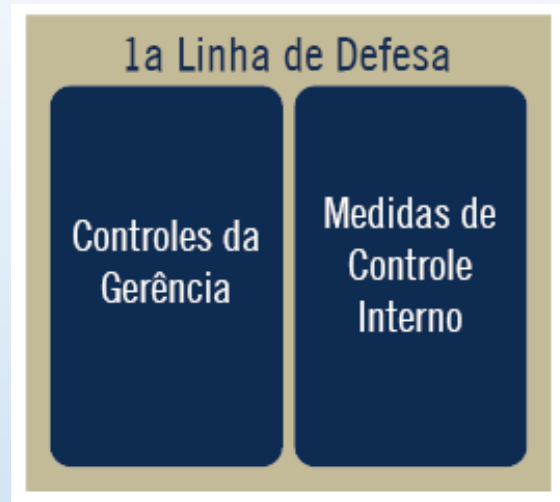 1a Linha de Defesa
Controles da
Gerência
Medidas de
Controle
Interno